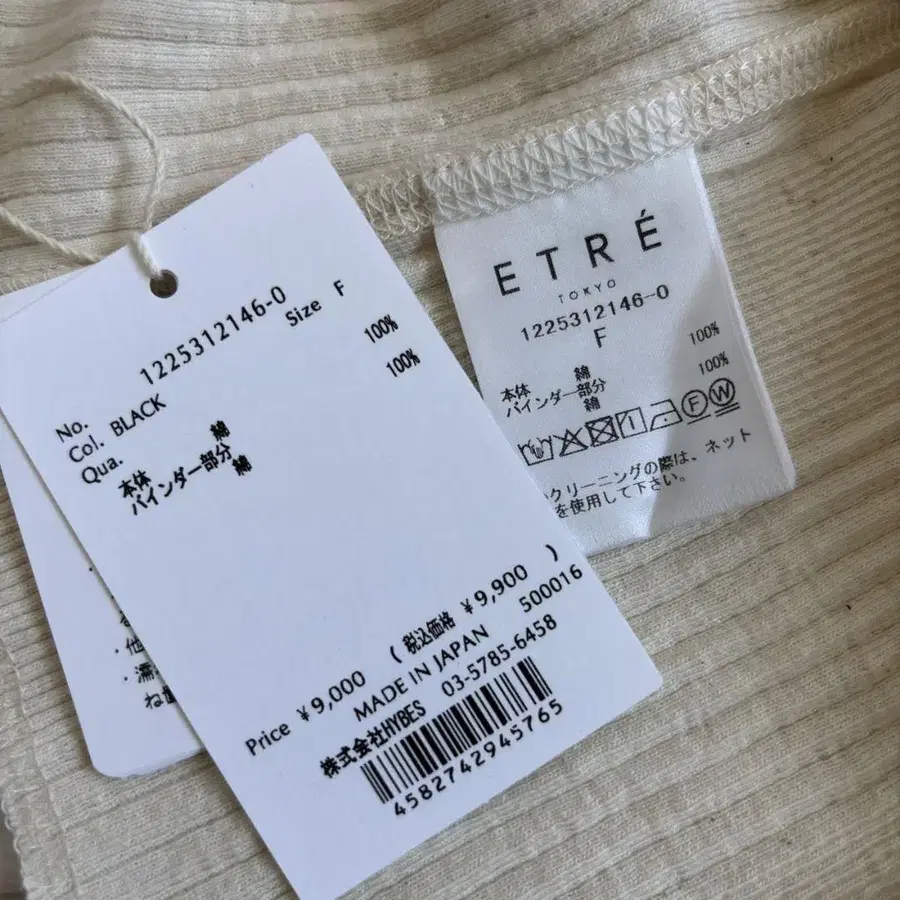 No. 1225312146-0
Col. BLACK Size F
Qua.
本体 綿 100%
バインダー部分
綿 100%
Price ¥9,000 ( 税込価格 ¥9,900 )
MADE IN JAPAN 500016
株式会社HYBES 03-5785-6458
4582742945765
・他
・濡
ETRÉ
TOKYO
1225312146-0
F
本体 綿 100%
バインダー部分
綿 100%
F W
クリーニングの際は、ネット
を使用して下さい。